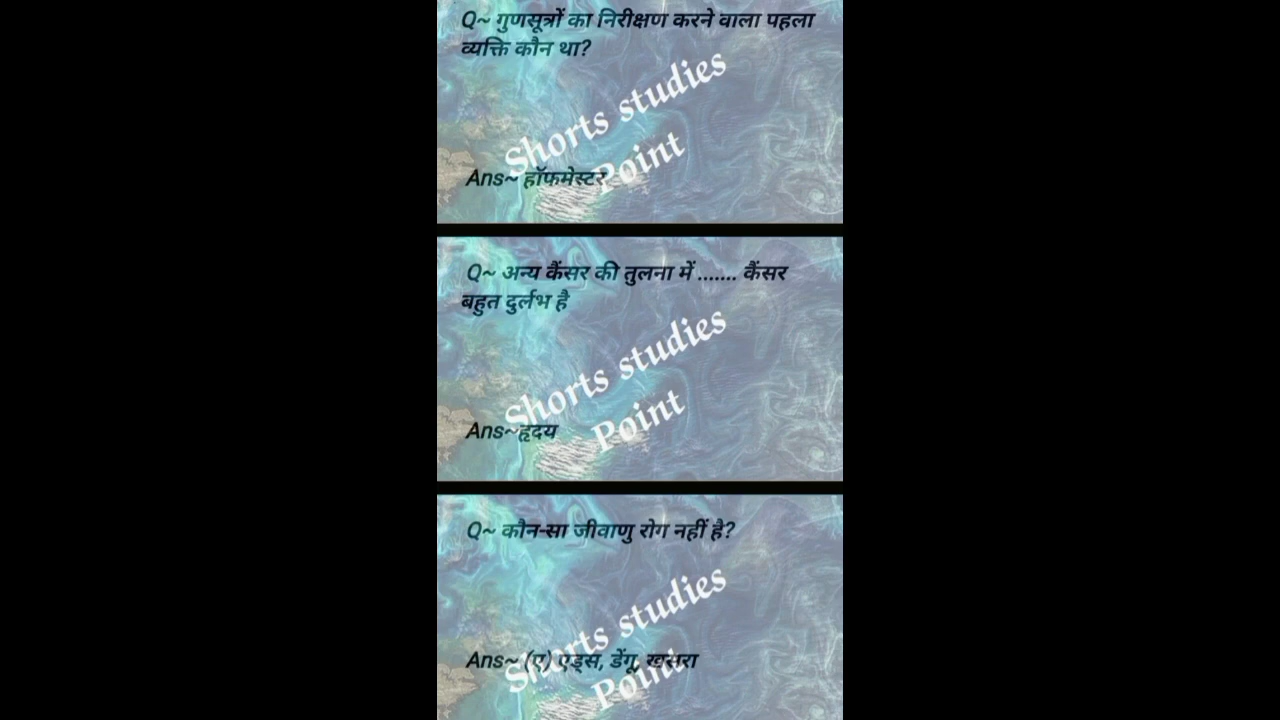 Q~ गुणसूत्रों का निरीक्षण करने वाला पहला
व्यक्ति कौन था?
Shorts studies
Point
Ans~ हॉफमेस्टर
Q~ अन्य कैंसर की तुलना में ....... कैंसर
बहुत दुर्लभ है
Shorts studies
Point
Ans~हृदय
Q~ कौन-सा जीवाणु रोग नहीं है?
Shorts studies
Point
Ans~ (ए) एड्स, डेंगू, खसरा